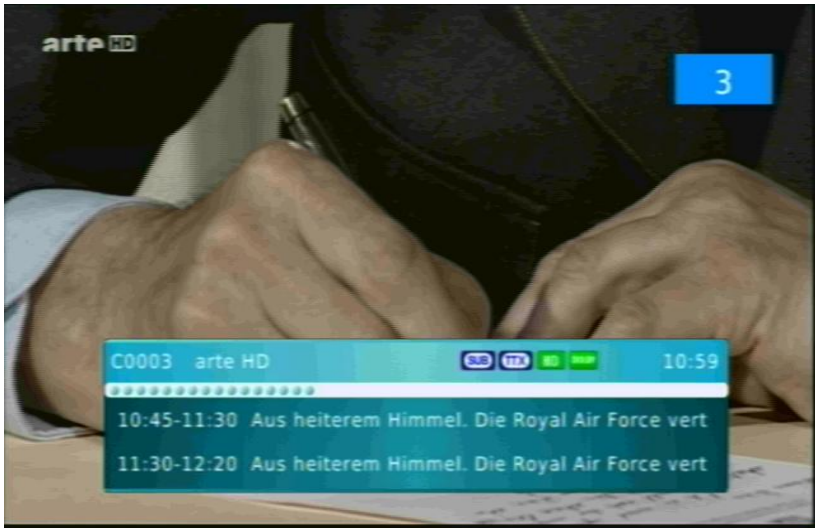 arte HD
3
C0003 arte HD SUB TTX HD DOLBY 10:59
10:45-11:30 Aus heiterem Himmel. Die Royal Air Force vert
11:30-12:20 Aus heiterem Himmel. Die Royal Air Force vert